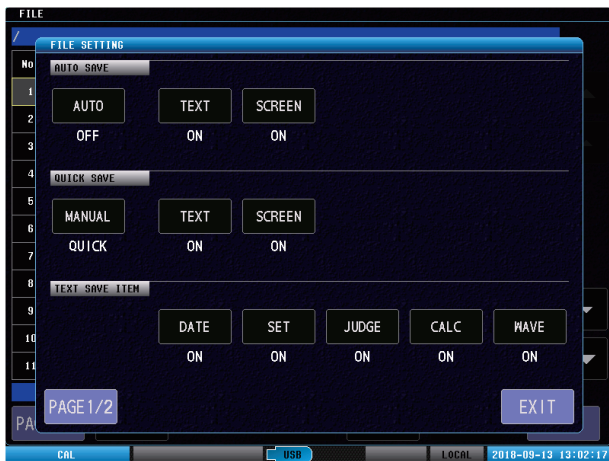 FILE
/
FILE SETTING
No
AUTO SAVE
1
AUTO TEXT SCREEN
2
OFF ON ON
3
4
QUICK SAVE
5
MANUAL TEXT SCREEN
6
QUICK ON ON
7
8
TEXT SAVE ITEM
9
DATE SET JUDGE CALC WAVE
10
ON ON ON ON ON
11
PAGE1/2 EXIT
PA
CAL USB LOCAL 2018-09-13 13:02:17